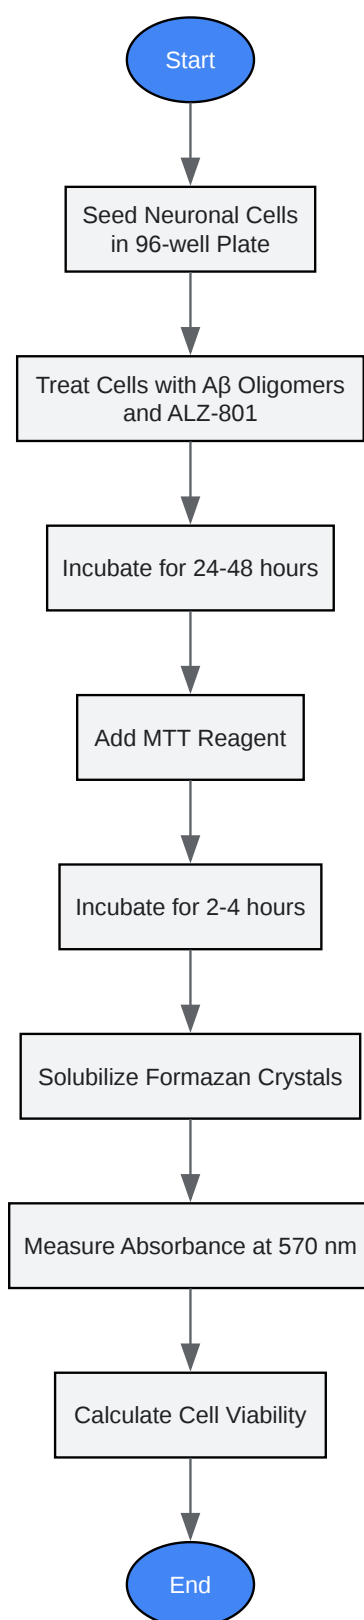 Start
Seed Neuronal Cells
in 96-well Plate
Treat Cells with Aβ Oligomers
and ALZ-801
Incubate for 24-48 hours
Add MTT Reagent
Incubate for 2-4 hours
Solubilize Formazan Crystals
Measure Absorbance at 570 nm
Calculate Cell Viability
End